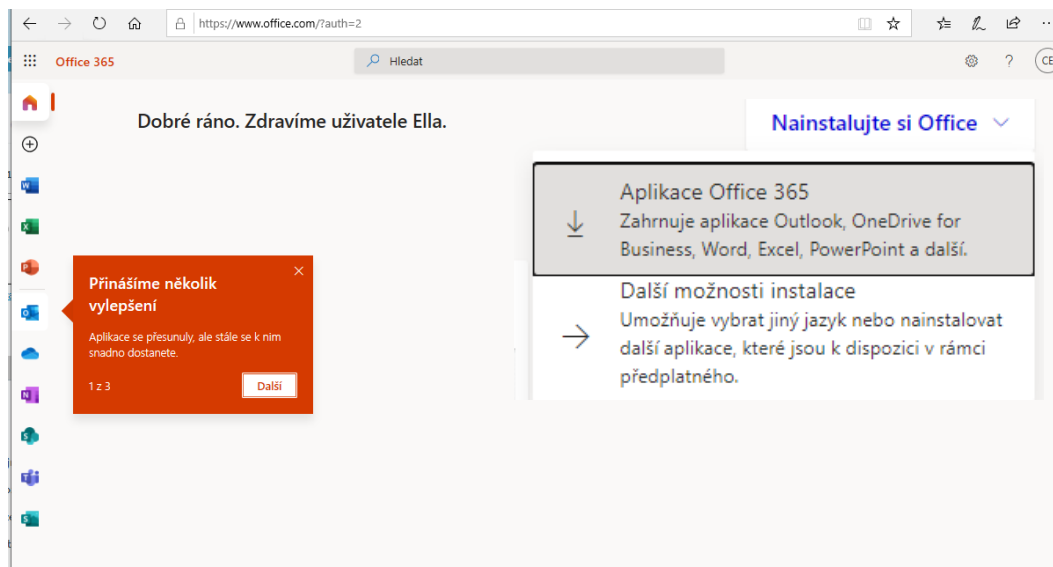 https://www.office.com/?auth=2
Office 365
Hledat
?
CE
Dobré ráno. Zdravíme uživatele Ella.
Nainstalujte si Office
Aplikace Office 365
Zahrnuje aplikace Outlook, OneDrive for
Business, Word, Excel, PowerPoint a další.
Další možnosti instalace
Umožňuje vybrat jiný jazyk nebo nainstalovat
další aplikace, které jsou k dispozici v rámci
předplatného.
Přinášíme několik
vylepšení
Aplikace se přesunuly, ale stále se k nim
snadno dostanete.
1 z 3
Další